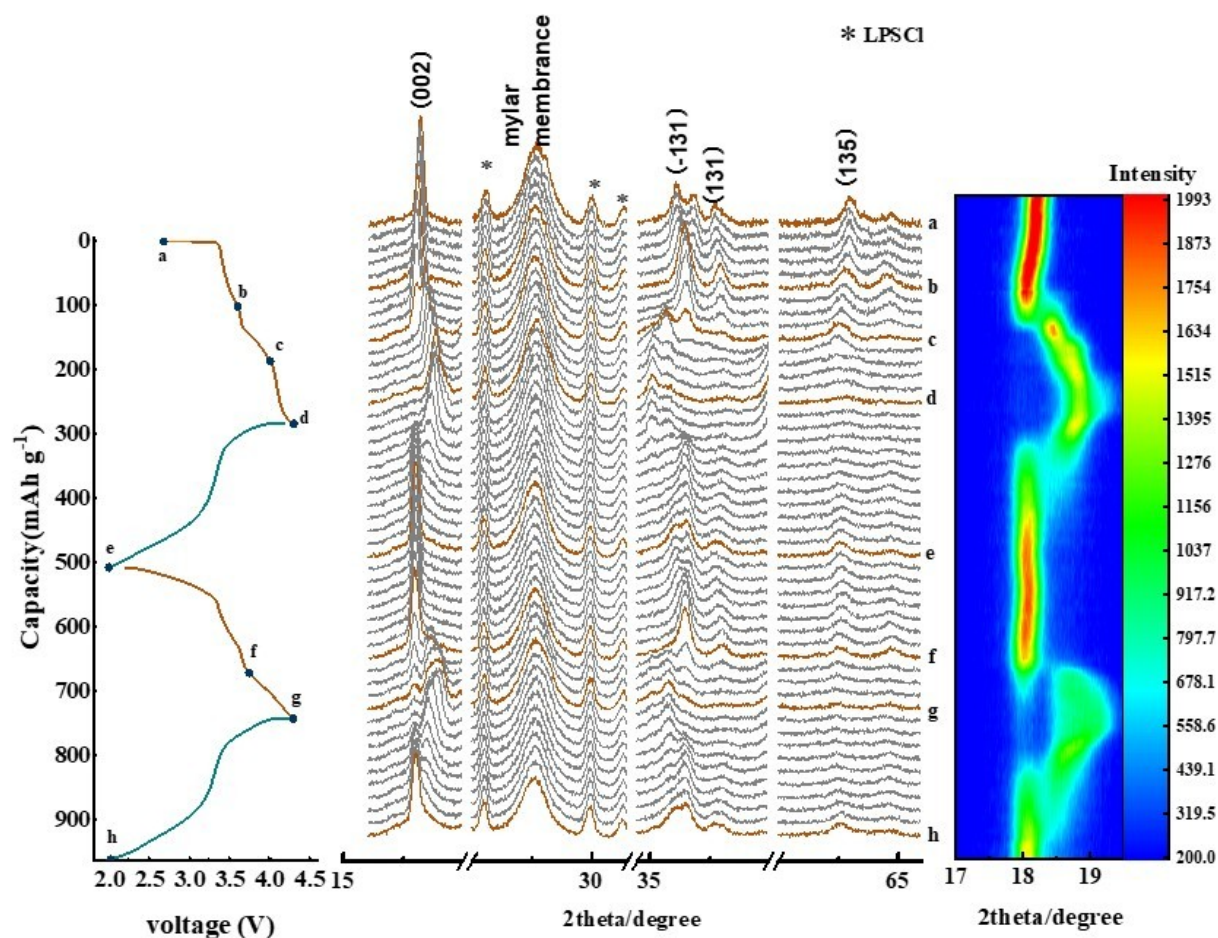 * LPSCl
(002)
mylar
membrance
(-131)
(131)
(135)
*
*
*
Intensity
1993
1873
1754
1634
1515
1395
1276
1156
1037
917.2
797.7
678.1
558.6
439.1
319.5
200.0
0
100
200
300
400
500
600
700
800
900
Capacity(mAh g⁻¹)
a
b
c
d
e
f
g
h
a
b
c
d
e
f
g
h
2.0 2.5 3.0 3.5 4.0 4.5
voltage (V)
15 30 35 65
2theta/degree
17 18 19
2theta/degree